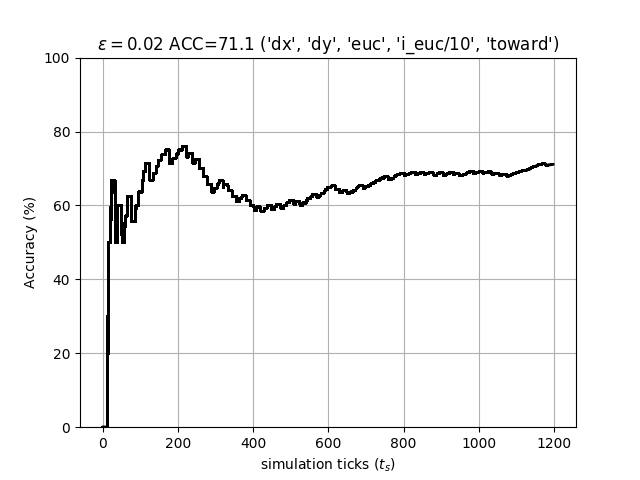 ε = 0.02 ACC=71.1 ('dx', 'dy', 'euc', 'i_euc/10', 'toward')
100
80
60
40
20
0
Accuracy (%)
0 200 400 600 800 1000 1200
simulation ticks (tₛ)